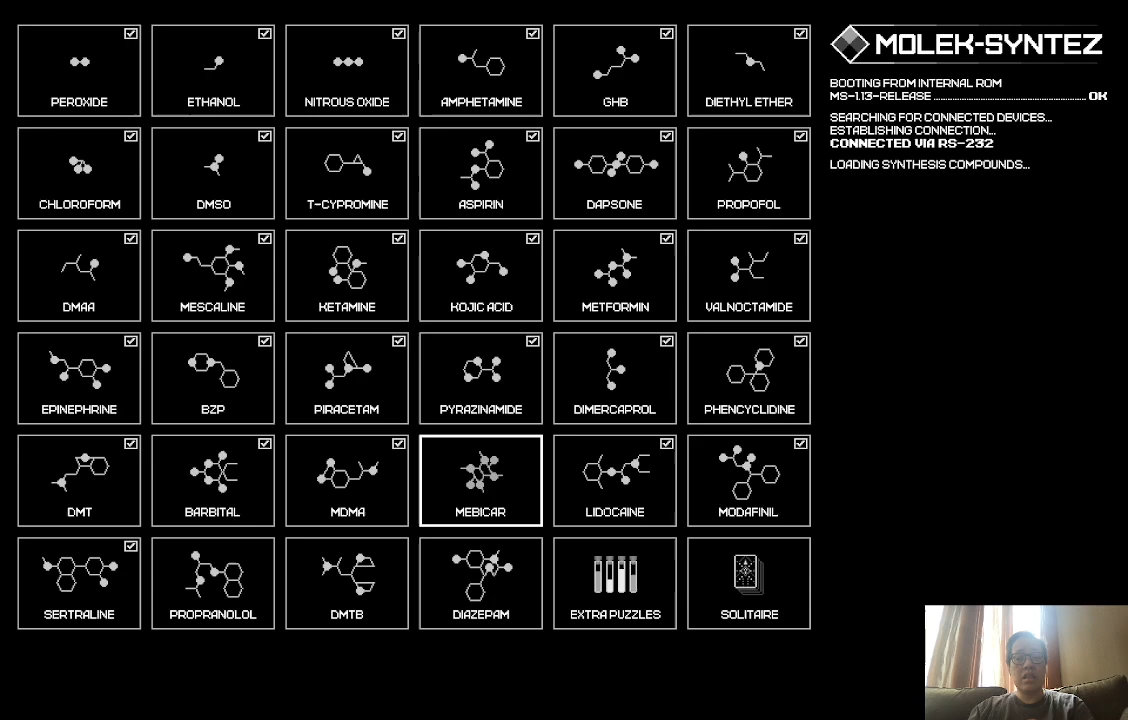 PEROXIDE
ETHANOL
NITROUS OXIDE
AMPHETAMINE
GHB
DIETHYL ETHER
CHLOROFORM
DMSO
T-CYPROMINE
ASPIRIN
DAPSONE
PROPOFOL
DMAA
MESCALINE
KETAMINE
KOJIC ACID
METFORMIN
VALNOCTAMIDE
EPINEPHRINE
BZP
PIRACETAM
PYRAZINAMIDE
DIMERCAPROL
PHENCYCLIDINE
DMT
BARBITAL
MDMA
MEBICAR
LIDOCAINE
MODAFINIL
SERTRALINE
PROPRANOLOL
DMTB
DIAZEPAM
EXTRA PUZZLES
SOLITAIRE
MOLEK-SYNTEZ
BOOTING FROM INTERNAL ROM
MS-1.13-RELEASE ........................................ OK
SEARCHING FOR CONNECTED DEVICES...
ESTABLISHING CONNECTION...
CONNECTED VIA RS-232
LOADING SYNTHESIS COMPOUNDS...